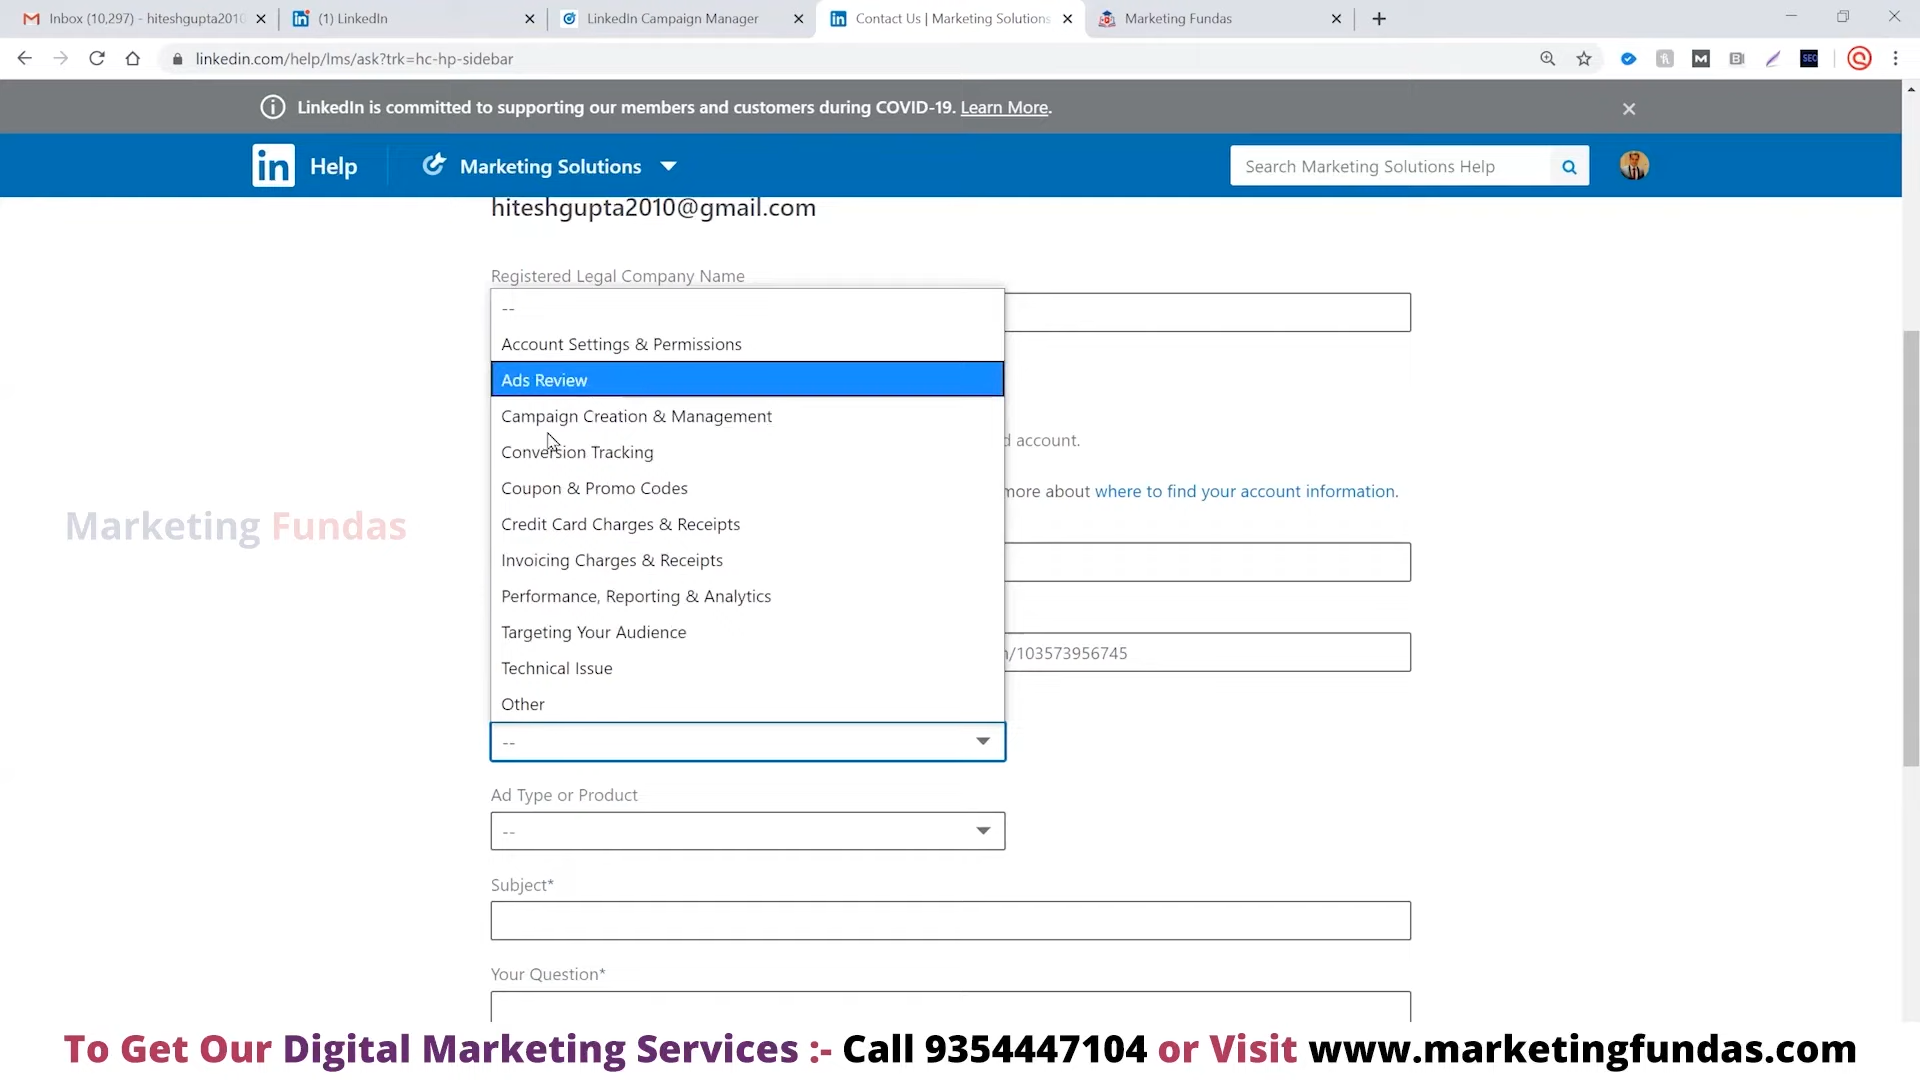 Inbox (10,297) - hiteshgupta2010
(1) LinkedIn
LinkedIn Campaign Manager
Contact Us | Marketing Solutions
Marketing Fundas
linkedin.com/help/lms/ask?trk=hc-hp-sidebar
LinkedIn is committed to supporting our members and customers during COVID-19. Learn More.
in Help
Marketing Solutions
Search Marketing Solutions Help
hiteshgupta2010@gmail.com
Registered Legal Company Name
--
Account Settings & Permissions
Ads Review
Campaign Creation & Management
d account.
Conversion Tracking
Coupon & Promo Codes
more about where to find your account information.
Marketing Fundas
Credit Card Charges & Receipts
Invoicing Charges & Receipts
Performance, Reporting & Analytics
Targeting Your Audience
/103573956745
Technical Issue
Other
--
Ad Type or Product
--
Subject*
Your Question*
To Get Our Digital Marketing Services :- Call 9354447104 or Visit www.marketingfundas.com